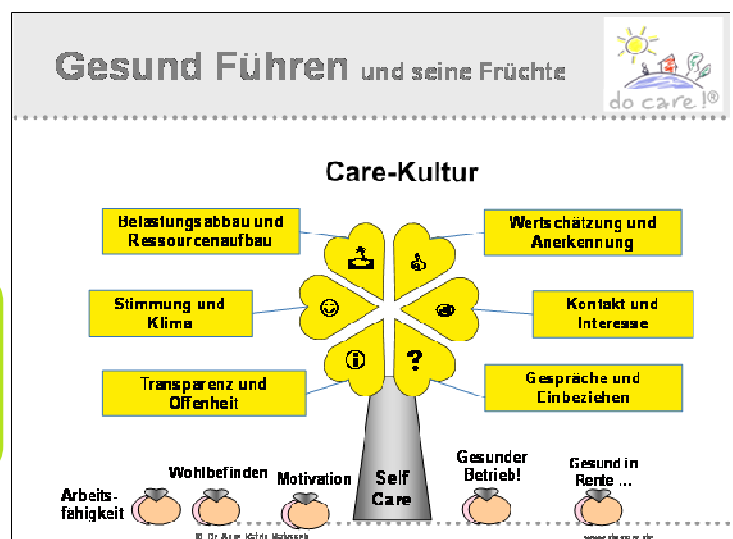 Gesund Führen und seine Früchte
do care!®
Care-Kultur
Belastungsabbau und
Ressourcenaufbau
Wertschätzung und
Anerkennung
Stimmung und
Klima
Kontakt und
Interesse
Transparenz und
Offenheit
Gespräche und
Einbeziehen
?
Arbeits-
fähigkeit
Wohlbefinden
Motivation
Self
Care
Gesunder
Betrieb!
Gesund in
Rente ...